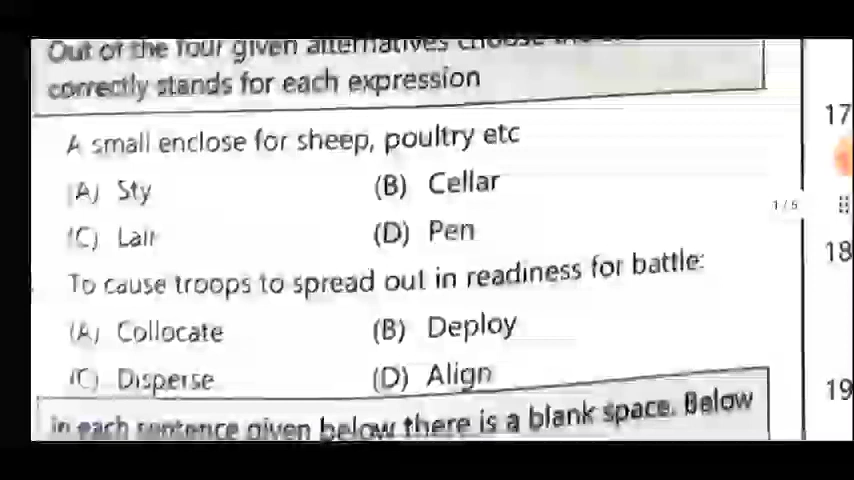 Out of the four given alternatives choose the
correctly stands for each expression
A small enclose for sheep, poultry etc
(A) Sty (B) Cellar
(C) Lair (D) Pen
To cause troops to spread out in readiness for battle:
(A) Collocate (B) Deploy
(C) Disperse (D) Align
In each sentence given below there is a blank space. Below
17
1 / 5
18
19